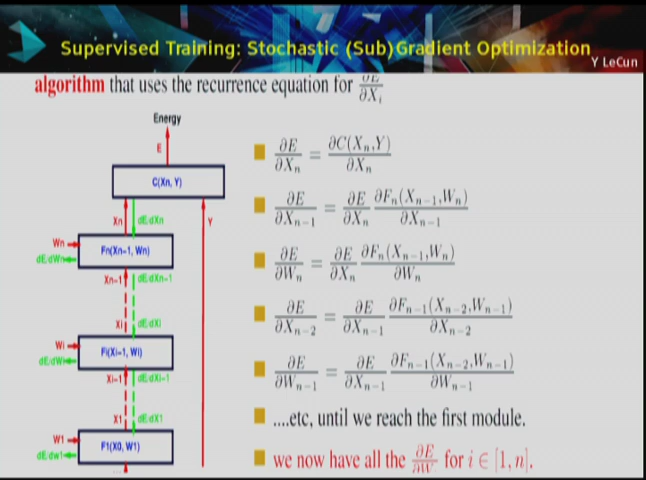 Supervised Training: Stochastic (Sub)Gradient Optimization
Y LeCun
algorithm that uses the recurrence equation for ∂E/∂X_i
Energy
E
C(Xn, Y)
Xn dE/dXn Y
Wn
Fn(Xn-1, Wn)
dE/dWn
Xn-1 dE/dXn-1
Xi dE/dXi
Wi
Fi(Xi-1, Wi)
dE/dWi
Xi-1 dE/dXi-1
X1 dE/dX1
W1
F1(X0, W1)
dE/dw1
∂E/∂X_n = ∂C(X_n,Y)/∂X_n
∂E/∂X_{n-1} = ∂E/∂X_n ∂F_n(X_{n-1},W_n)/∂X_{n-1}
∂E/∂W_n = ∂E/∂X_n ∂F_n(X_{n-1},W_n)/∂W_n
∂E/∂X_{n-2} = ∂E/∂X_{n-1} ∂F_{n-1}(X_{n-2},W_{n-1})/∂X_{n-2}
∂E/∂W_{n-1} = ∂E/∂X_{n-1} ∂F_{n-1}(X_{n-2},W_{n-1})/∂W_{n-1}
....etc, until we reach the first module.
we now have all the ∂E/∂W_i for i ∈ [1, n].